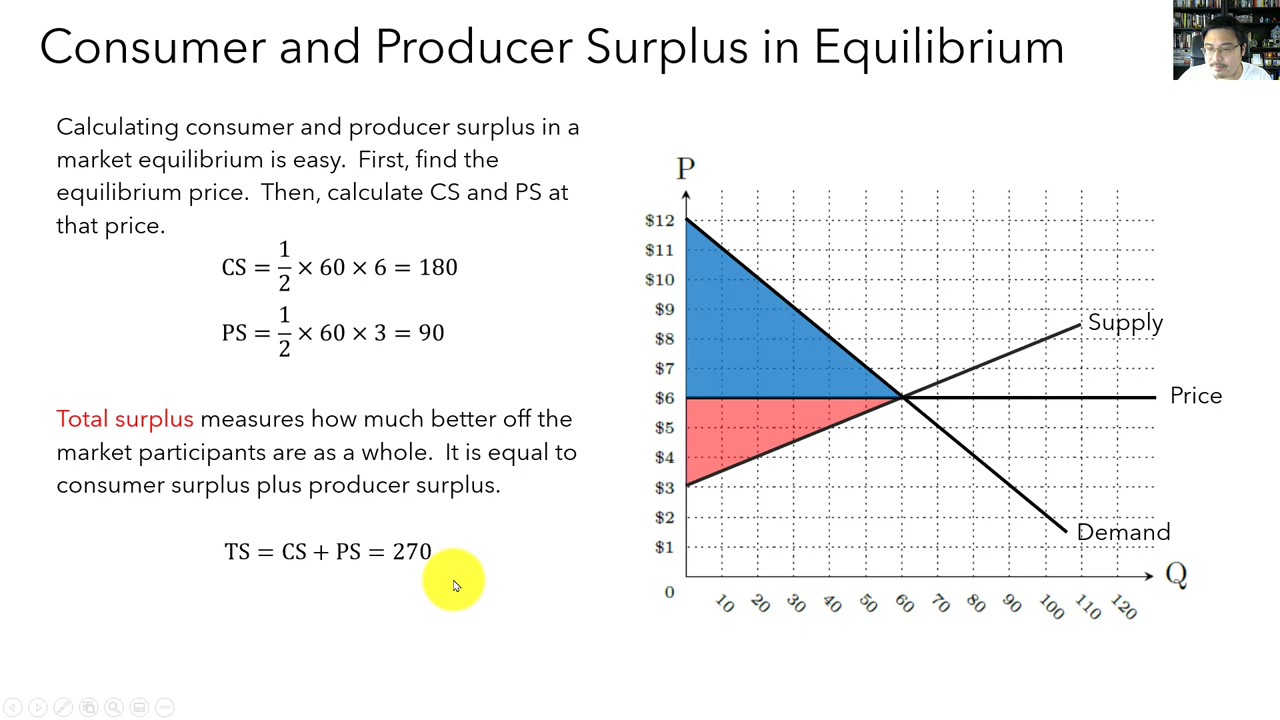 Consumer and Producer Surplus in Equilibrium
Calculating consumer and producer surplus in a
market equilibrium is easy.  First, find the
equilibrium price.  Then, calculate CS and PS at
that price.
CS = 1/2 × 60 × 6 = 180
PS = 1/2 × 60 × 3 = 90
Total surplus measures how much better off the
market participants are as a whole.  It is equal to
consumer surplus plus producer surplus.
TS = CS + PS = 270
P
$12
$11
$10
$9
$8
$7
$6
$5
$4
$3
$2
$1
0
10 20 30 40 50 60 70 80 90 100 110 120
Supply
Price
Demand
Q